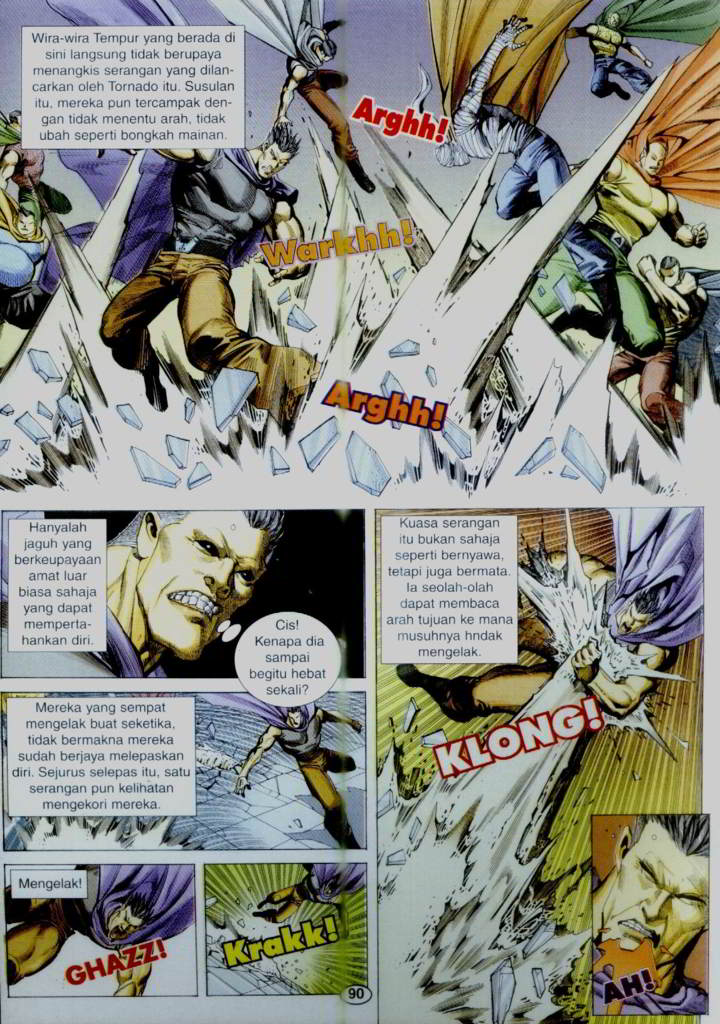 Wira-wira Tempur yang berada di
sini langsung tidak berupaya
menangkis serangan yang dilan-
carkan oleh Tornado itu. Susulan
itu, mereka pun tercampak den-
gan tidak menentu arah, tidak
ubah seperti bongkah mainan.
Arghh!
Warkhh!
Arghh!
Hanyalah
jaguh yang
berkeupayaan
amat luar
biasa sahaja
yang dapat
memperta-
hankan diri.
Cis!
Kenapa dia
sampai
begitu hebat
sekali?
Mereka yang sempat
mengelak buat seketika,
tidak bermakna mereka
sudah berjaya melepaskan
diri. Sejurus selepas itu, satu
serangan pun kelihatan
mengekori mereka.
Mengelak!
GHAZZ!
Krakk!
Kuasa serangan
itu bukan sahaja
seperti bernyawa,
tetapi juga bermata.
Ia seolah-olah
dapat membaca
arah tujuan ke mana
musuhnya hndak
mengelak.
KLONG!
AH!
90